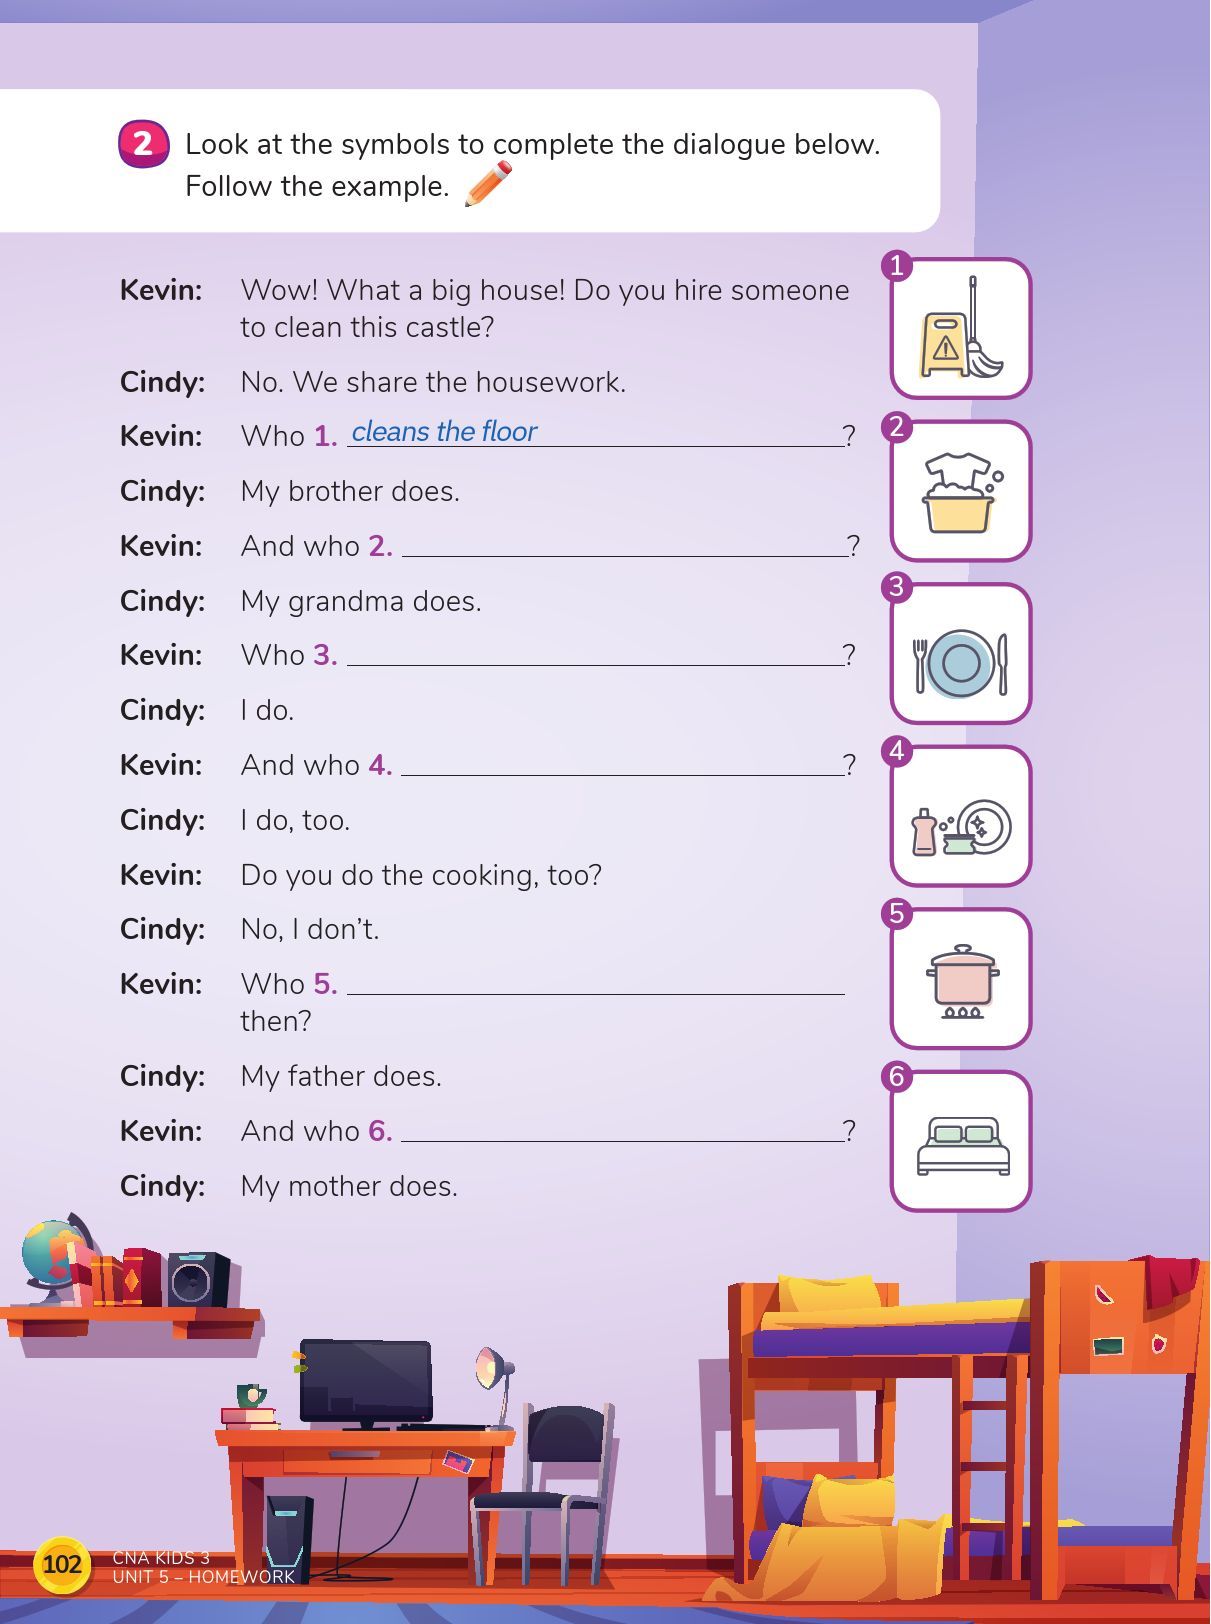 2 Look at the symbols to complete the dialogue below.
Follow the example.
Kevin: Wow! What a big house! Do you hire someone
to clean this castle?
Cindy: No. We share the housework.
Kevin: Who 1. cleans the floor?
Cindy: My brother does.
Kevin: And who 2. ?
Cindy: My grandma does.
Kevin: Who 3. ?
Cindy: I do.
Kevin: And who 4. ?
Cindy: I do, too.
Kevin: Do you do the cooking, too?
Cindy: No, I don’t.
Kevin: Who 5.
then?
Cindy: My father does.
Kevin: And who 6. ?
Cindy: My mother does.
1
2
3
4
5
6
102
CNA KIDS 3
UNIT 5 – HOMEWORK